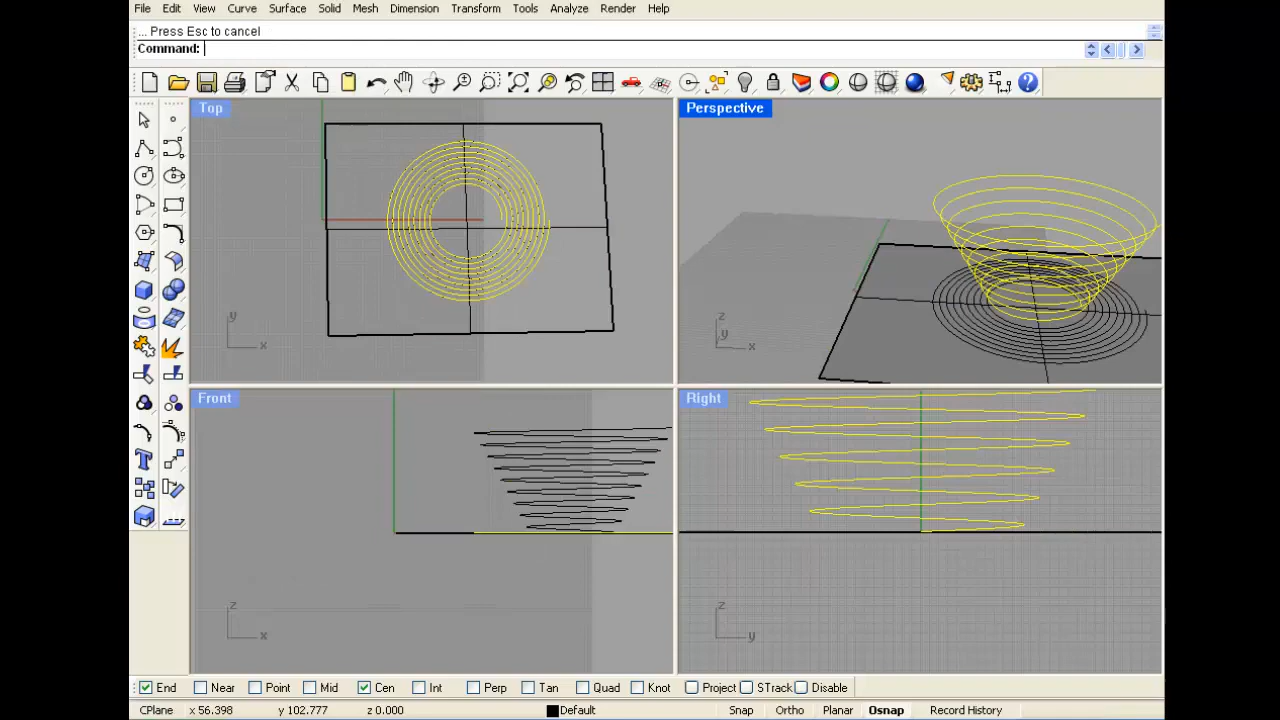 File Edit View Curve Surface Solid Mesh Dimension Transform Tools Analyze Render Help
... Press Esc to cancel
Command:
Top
Perspective
y
x
z
y
x
Front
Right
z
x
z
y
End Near Point Mid Cen Int Perp Tan Quad Knot Project STrack Disable
CPlane x 56.398 y 102.777 z 0.000 Default Snap Ortho Planar Osnap Record History